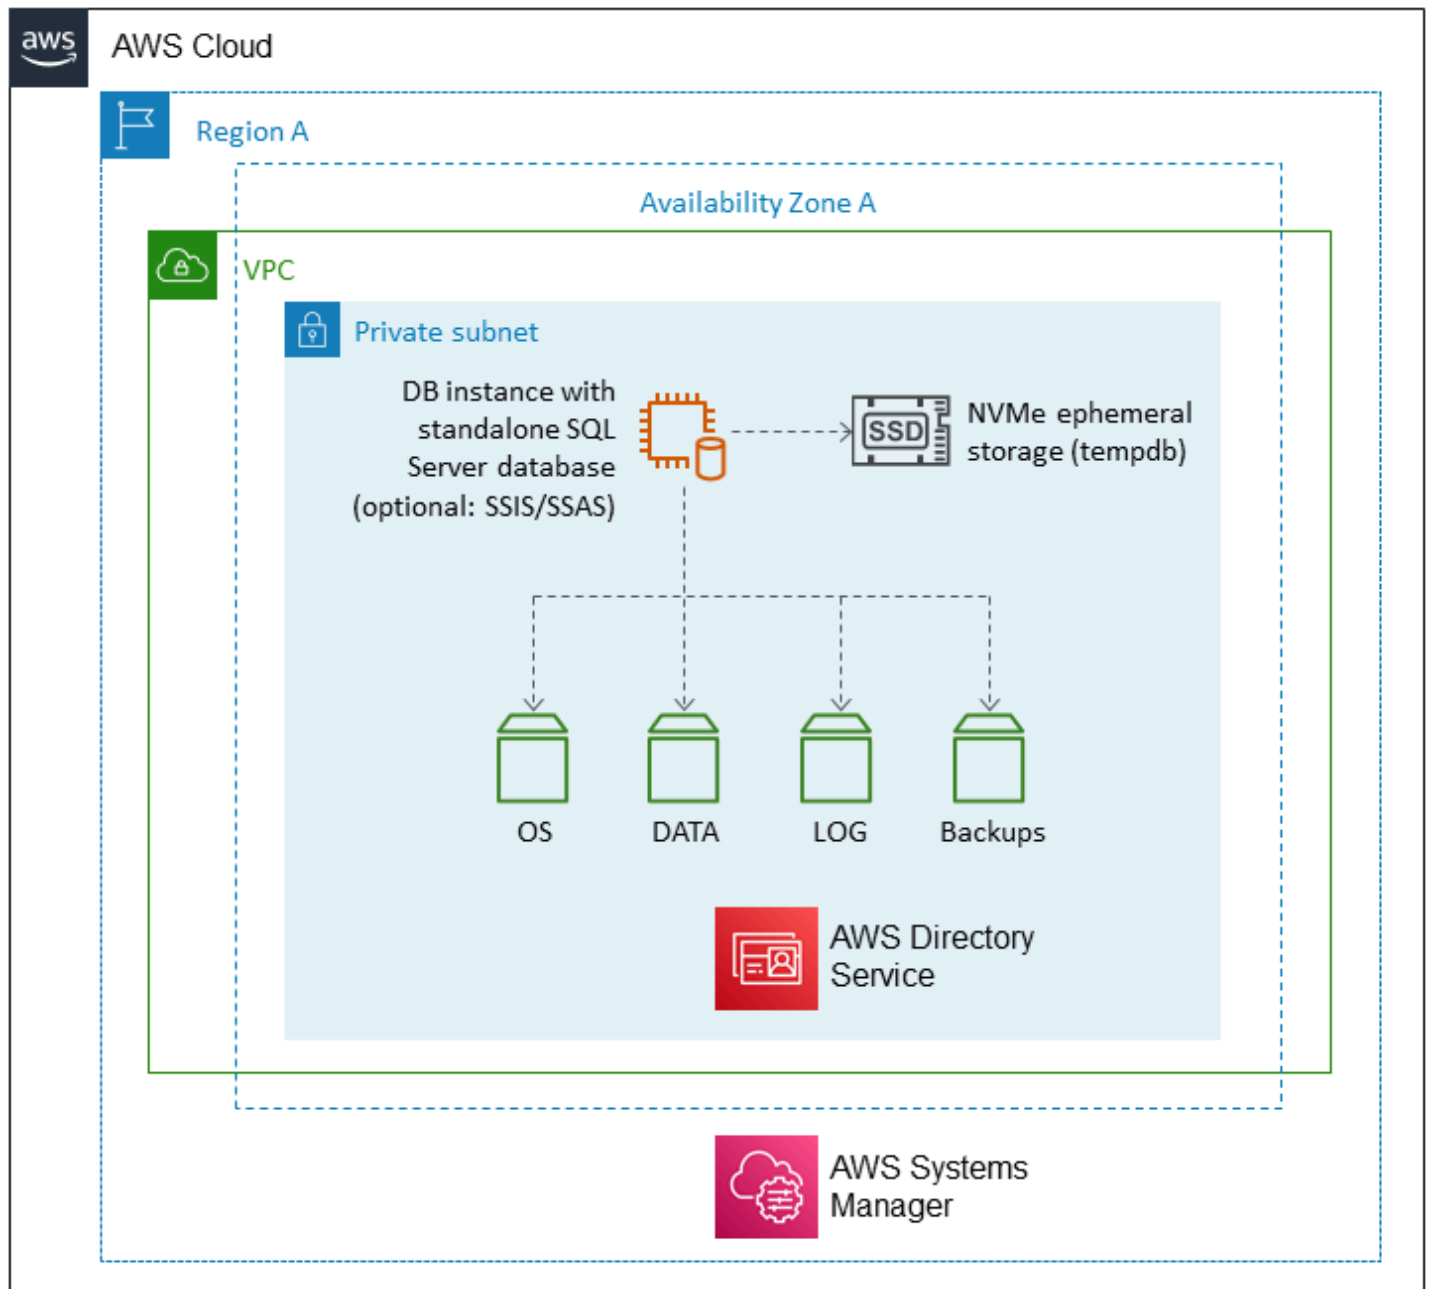 aws
AWS Cloud
Region A
Availability Zone A
VPC
Private subnet
DB instance with
standalone SQL
Server database
(optional: SSIS/SSAS)
SSD
NVMe ephemeral
storage (tempdb)
OS
DATA
LOG
Backups
AWS Directory
Service
AWS Systems
Manager